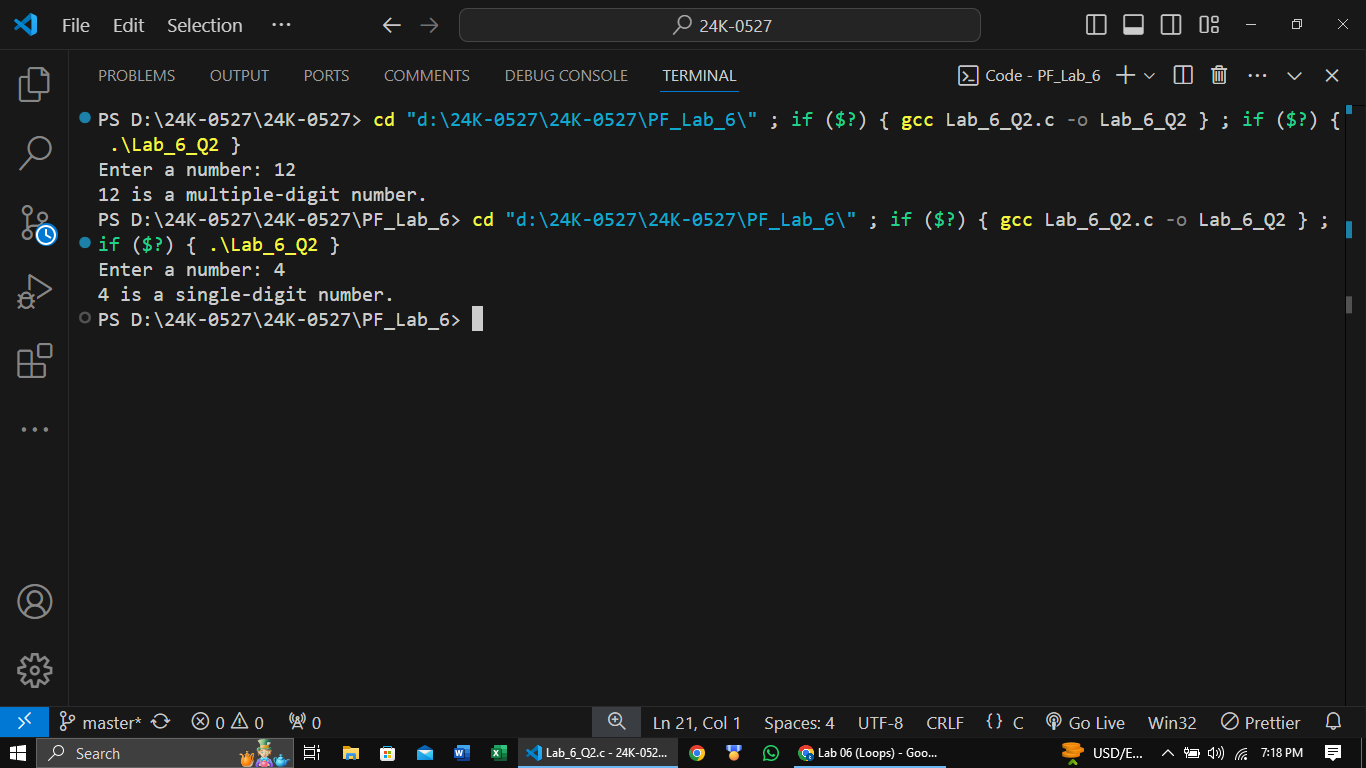 File Edit Selection ··· 24K-0527
PROBLEMS OUTPUT PORTS COMMENTS DEBUG CONSOLE TERMINAL Code - PF_Lab_6
PS D:\24K-0527\24K-0527> cd "d:\24K-0527\24K-0527\PF_Lab_6\" ; if ($?) { gcc Lab_6_Q2.c -o Lab_6_Q2 } ; if ($?) {
.\Lab_6_Q2 }
Enter a number: 12
12 is a multiple-digit number.
PS D:\24K-0527\24K-0527\PF_Lab_6> cd "d:\24K-0527\24K-0527\PF_Lab_6\" ; if ($?) { gcc Lab_6_Q2.c -o Lab_6_Q2 } ;
if ($?) { .\Lab_6_Q2 }
Enter a number: 4
4 is a single-digit number.
PS D:\24K-0527\24K-0527\PF_Lab_6>
master* 0 0 0 Ln 21, Col 1 Spaces: 4 UTF-8 CRLF {} C Go Live Win32 Prettier
Search Lab_6_Q2.c - 24K-052... Lab 06 (Loops) - Goo... USD/E... 7:18 PM